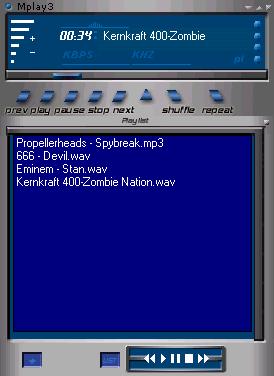 Mplay3
00:34 Kernkraft 400-Zombie
KBPS KHZ
pl
prev play pause stop next shuffle repeat
Playlist
Propellerheads - Spybreak.mp3
666 - Devil.wav
Eminem - Stan.wav
Kernkraft 400-Zombie Nation.wav
LIST